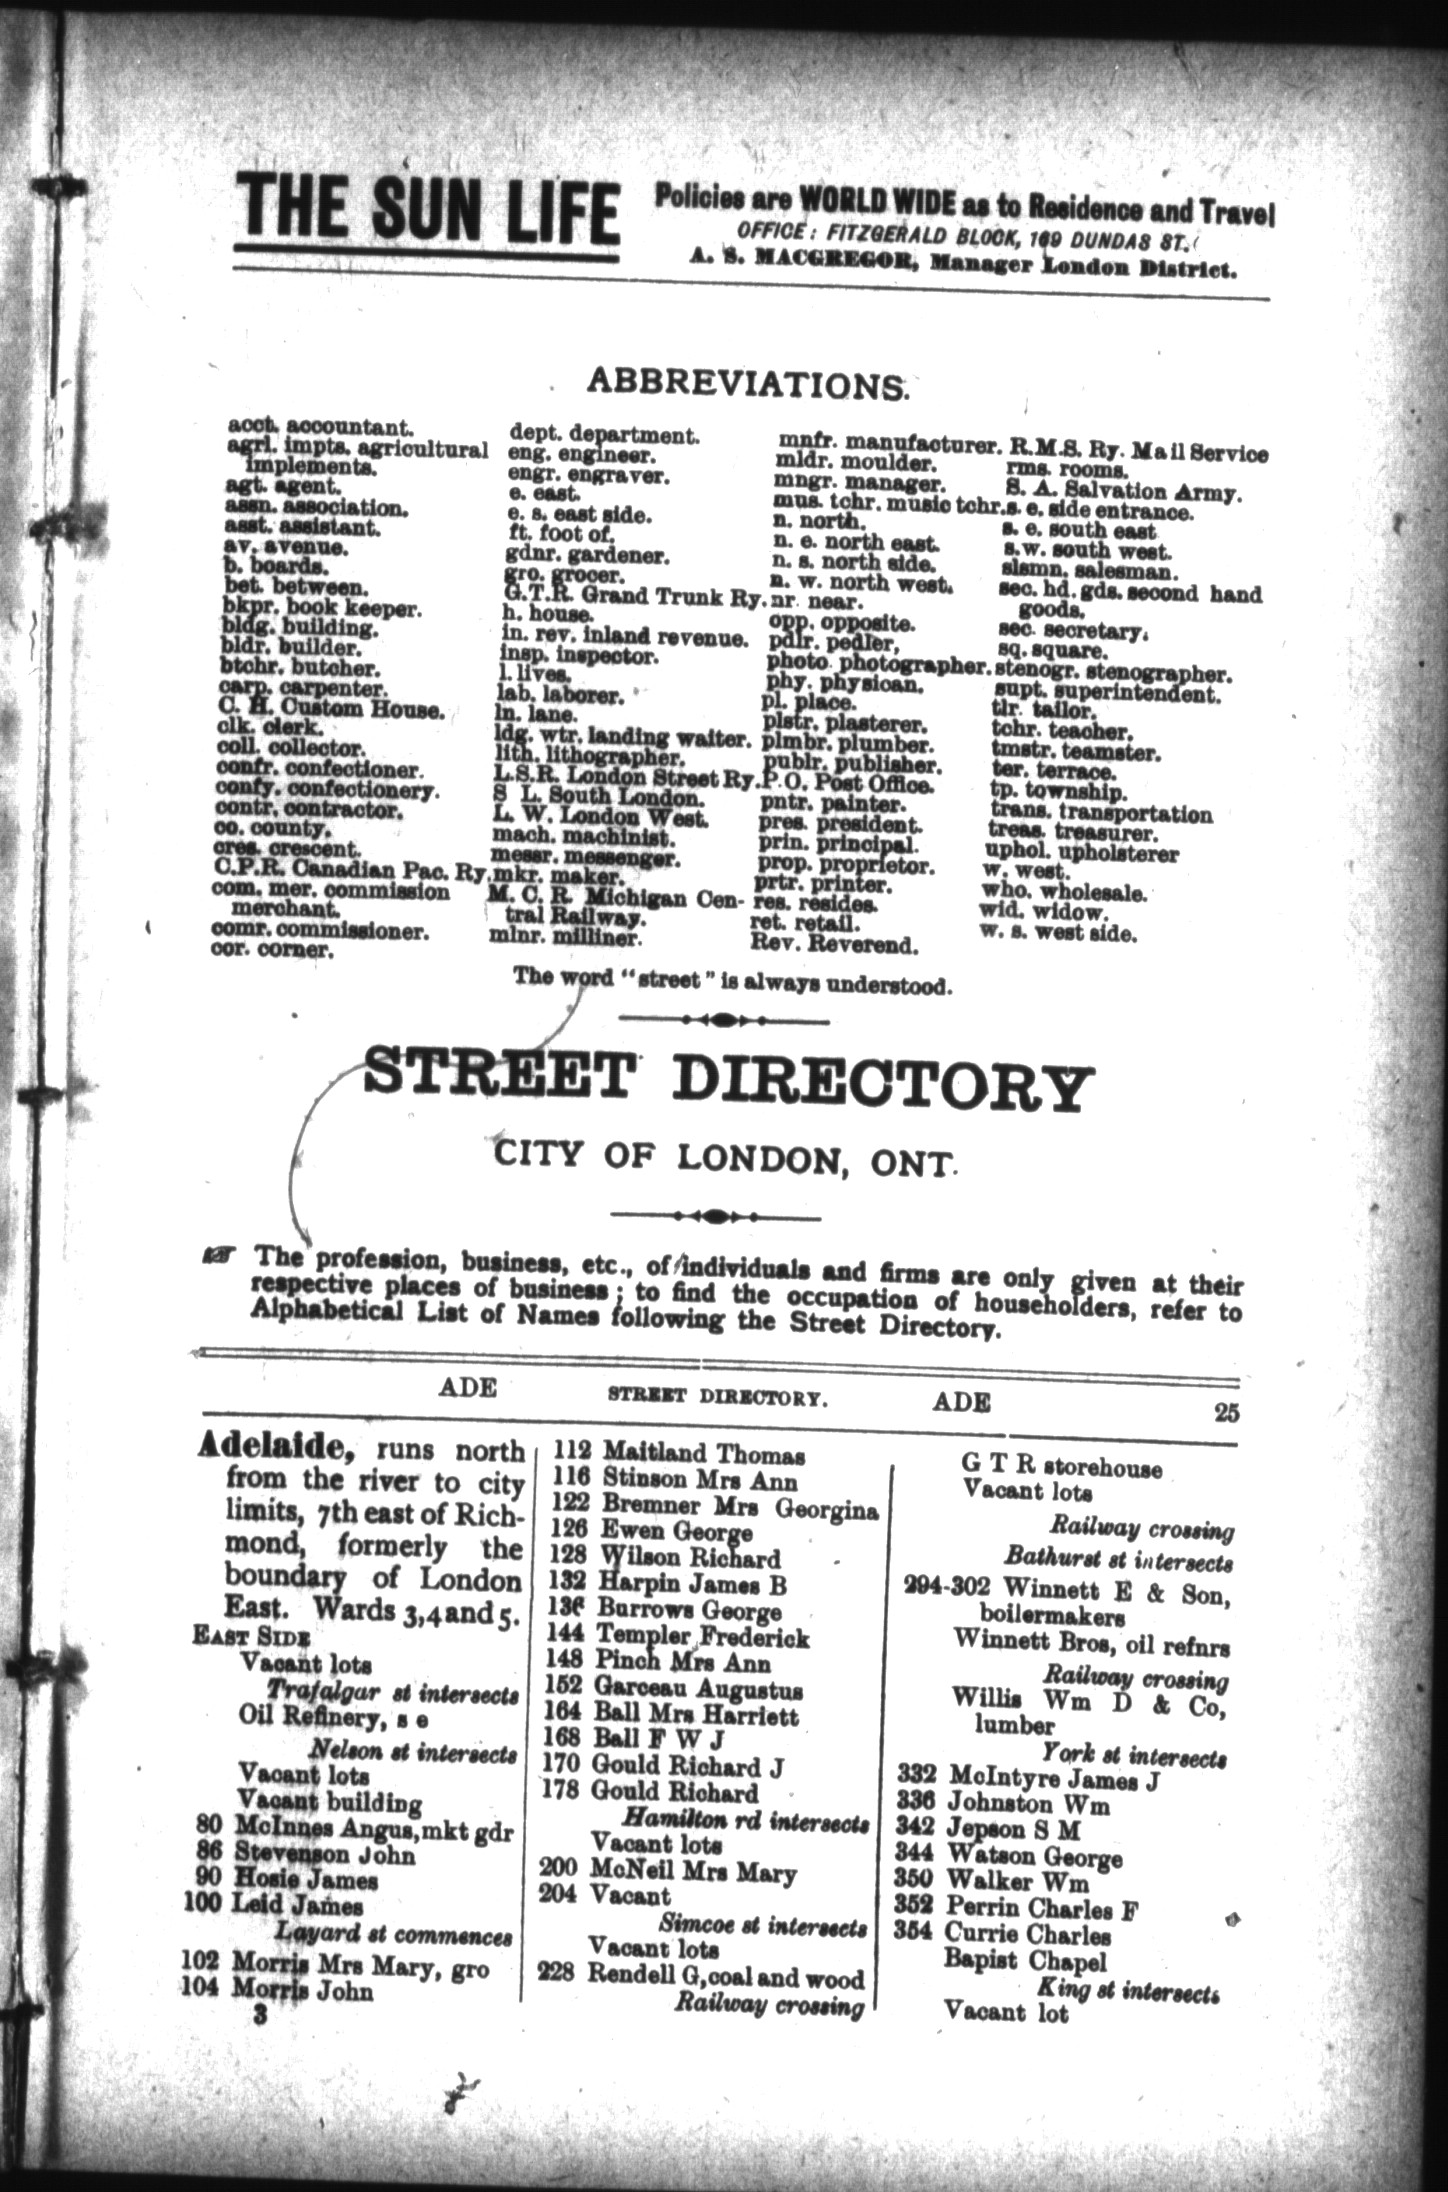 THE SUN LIFE
Policies are WORLD WIDE as to Residence and Travel
OFFICE: FITZGERALD BLOCK, 169 DUNDAS ST.
A. S. MACGREGOR, Manager London District.
ABBREVIATIONS.
acct. accountant.
agrl. impts. agricultural
implements.
agt. agent.
assn. association.
asst. assistant.
av. avenue.
b. boards.
bet. between.
bkpr. book keeper.
bldg. building.
bldr. builder.
btchr. butcher.
carp. carpenter.
C. H. Custom House.
clk. clerk.
coll. collector.
confr. confectioner.
confy. confectionery.
contr. contractor.
co. county.
cres. crescent.
C.P.R. Canadian Pac. Ry.
com. mer. commission
merchant.
comr. commissioner.
cor. corner.
dept. department.
eng. engineer.
engr. engraver.
e. east.
e. s. east side.
ft. foot of.
gdnr. gardener.
gro. grocer.
G.T.R. Grand Trunk Ry.
h. house.
in. rev. inland revenue.
insp. inspector.
l. lives.
lab. laborer.
ln. lane.
ldg. wtr. landing waiter.
lith. lithographer.
L.S.R. London Street Ry.
S L. South London.
L. W. London West.
mach. machinist.
messr. messenger.
mkr. maker.
M. C. R. Michigan Cen-
tral Railway.
mlnr. milliner.
mnfr. manufacturer.
mldr. moulder.
mngr. manager.
mus. tchr. music tchr.
n. north.
n. e. north east.
n. s. north side.
n. w. north west.
nr. near.
opp. opposite.
pdlr. pedler,
photo. photographer.
phy. physican.
pl. place.
plstr. plasterer.
plmbr. plumber.
publr. publisher.
P.O. Post Office.
pntr. painter.
pres. president.
prin. principal.
prop. proprietor.
prtr. printer.
res. resides.
ret. retail.
Rev. Reverend.
R.M.S. Ry. Mail Service
rms. rooms.
S. A. Salvation Army.
s. e. side entrance.
s. e. south east
s.w. south west.
slsmn. salesman.
sec. hd. gds. second hand
goods.
sec. secretary.
sq. square.
stenogr. stenographer.
supt. superintendent.
tlr. tailor.
tchr. teacher.
tmstr. teamster.
ter. terrace.
tp. township.
trans. transportation
treas. treasurer.
uphol. upholsterer
w. west.
who. wholesale.
wid. widow.
w. s. west side.
The word "street" is always understood.
STREET DIRECTORY
CITY OF LONDON, ONT.
☞ The profession, business, etc., of individuals and firms are only given at their
respective places of business; to find the occupation of householders, refer to
Alphabetical List of Names following the Street Directory.
ADE STREET DIRECTORY. ADE 25
Adelaide, runs north
from the river to city
limits, 7th east of Rich-
mond, formerly the
boundary of London
East. Wards 3, 4 and 5.
EAST SIDE
Vacant lots
Trafalgar st intersects
Oil Refinery, s e
Nelson st intersects
Vacant lots
Vacant building
80 McInnes Angus, mkt gdr
86 Stevenson John
90 Hosie James
100 Leid James
Layard st commences
102 Morris Mrs Mary, gro
104 Morris John
3
112 Maitland Thomas
116 Stinson Mrs Ann
122 Bremner Mrs Georgina
126 Ewen George
128 Wilson Richard
132 Harpin James B
136 Burrows George
144 Templer Frederick
148 Pinch Mrs Ann
152 Garceau Augustus
164 Ball Mrs Harriett
168 Ball F W J
170 Gould Richard J
178 Gould Richard
Hamilton rd intersects
Vacant lots
200 McNeil Mrs Mary
204 Vacant
Simcoe st intersects
Vacant lots
228 Rendell G, coal and wood
Railway crossing
G T R storehouse
Vacant lots
Railway crossing
Bathurst st intersects
294-302 Winnett E & Son,
boilermakers
Winnett Bros, oil refnrs
Railway crossing
Willis Wm D & Co,
lumber
York st intersects
332 McIntyre James J
336 Johnston Wm
342 Jepson S M
344 Watson George
350 Walker Wm
352 Perrin Charles F
354 Currie Charles
Bapist Chapel
King st intersects
Vacant lot